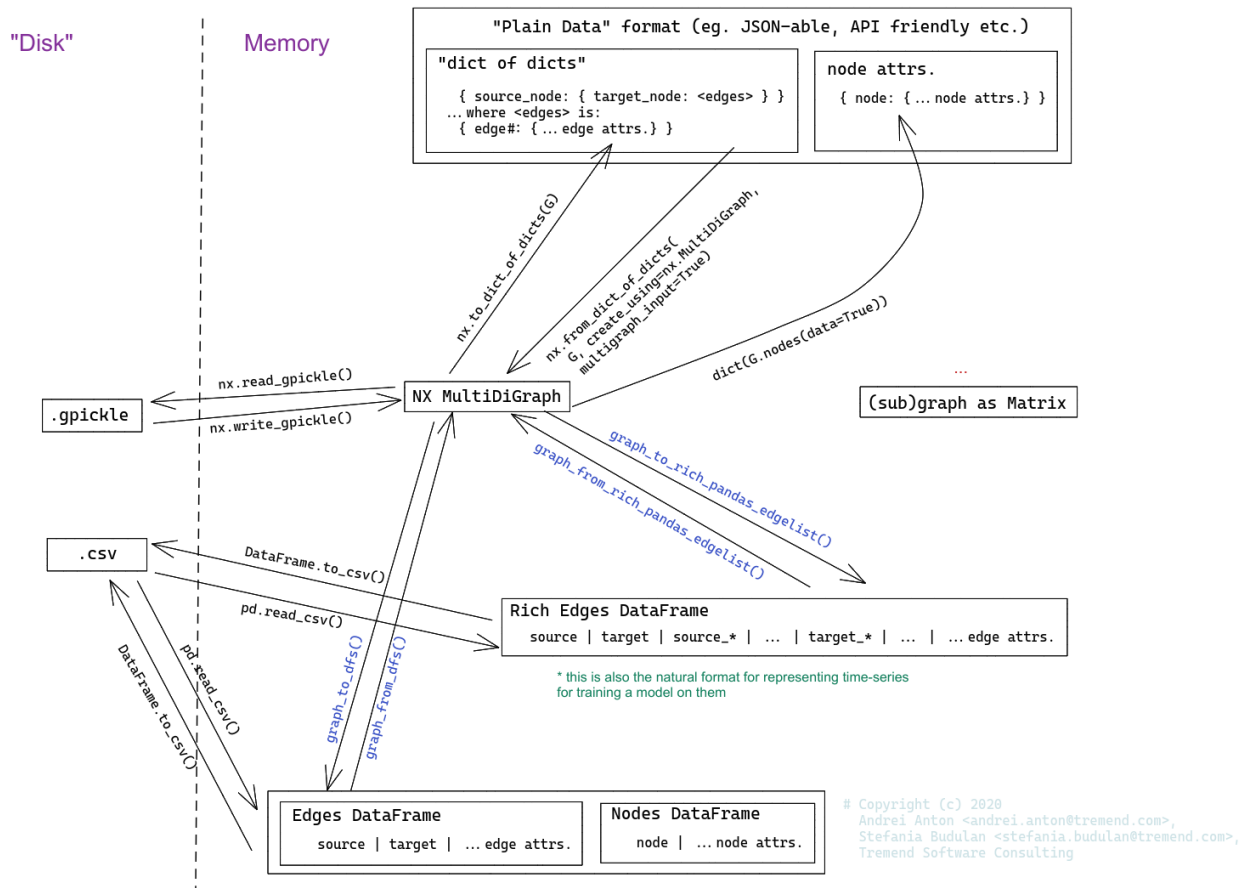 "Disk"
Memory
"Plain Data" format (eg. JSON-able, API friendly etc.)
"dict of dicts"
{ source_node: { target_node: <edges> } }
...where <edges> is:
{ edge#: {...edge attrs.} }
node attrs.
{ node: {...node attrs.} }
nx.to_dict_of_dicts(G)
nx.from_dict_of_dicts(
G, create_using=nx.MultiDiGraph,
multigraph_input=True)
dict(G.nodes(data=True))
nx.read_gpickle()
.gpickle
nx.write_gpickle()
NX MultiDiGraph
...
(sub)graph as Matrix
graph_to_rich_pandas_edgelist()
graph_from_rich_pandas_edgelist()
.csv
DataFrame.to_csv()
pd.read_csv()
Rich Edges DataFrame
source | target | source_* | ... | target_* | ... | ...edge attrs.
* this is also the natural format for representing time-series
for training a model on them
pd.read_csv()
DataFrame.to_csv()
graph_to_dfs()
graph_from_dfs()
Edges DataFrame
source | target | ...edge attrs.
Nodes DataFrame
node | ...node attrs.
# Copyright (c) 2020
Andrei Anton <andrei.anton@tremend.com>,
Stefania Budulan <stefania.budulan@tremend.com>,
Tremend Software Consulting